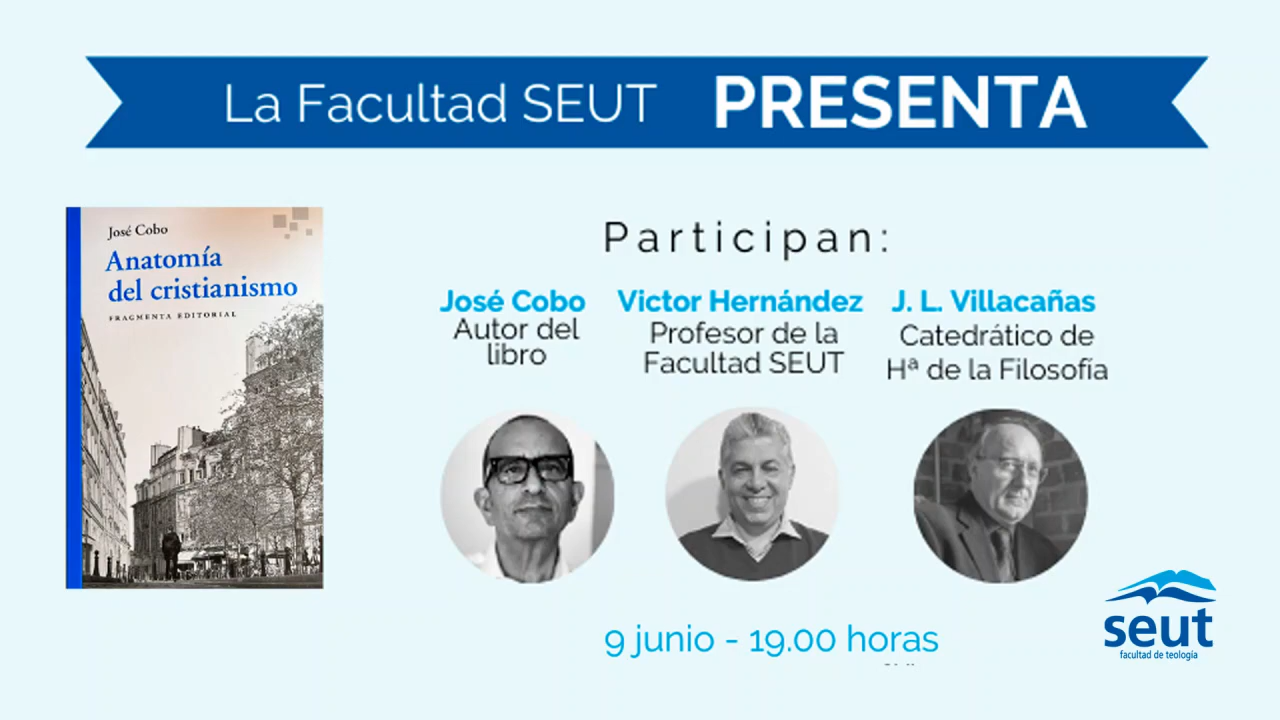 La Facultad SEUT PRESENTA
José Cobo
Anatomía
del cristianismo
FRAGMENTA EDITORIAL
Participan:
José Cobo
Autor del
libro
Victor Hernández
Profesor de la
Facultad SEUT
J. L. Villacañas
Catedrático de
Hª de la Filosofía
9 junio - 19.00 horas
seut
facultad de teología